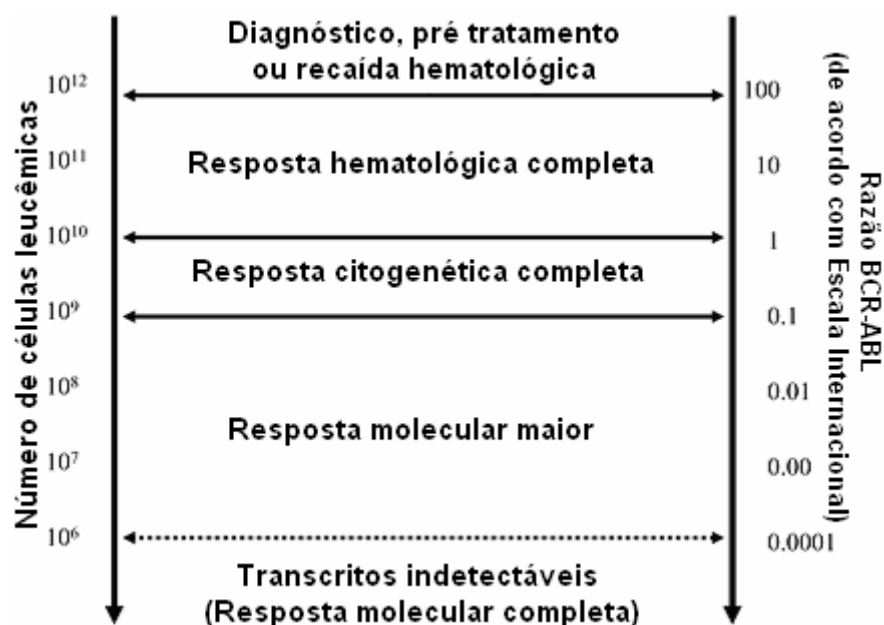 Diagnóstico, pré tratamento
ou recaída hematológica
10¹²
100
Resposta hematológica completa
10¹¹
10
10¹⁰
1
Resposta citogenética completa
10⁹
0.1
10⁸
0.01
Resposta molecular maior
10⁷
0.00
10⁶
0.0001
Transcritos indetectáveis
(Resposta molecular completa)
Número de células leucêmicas
Razão BCR-ABL
(de acordo com Escala Internacional)